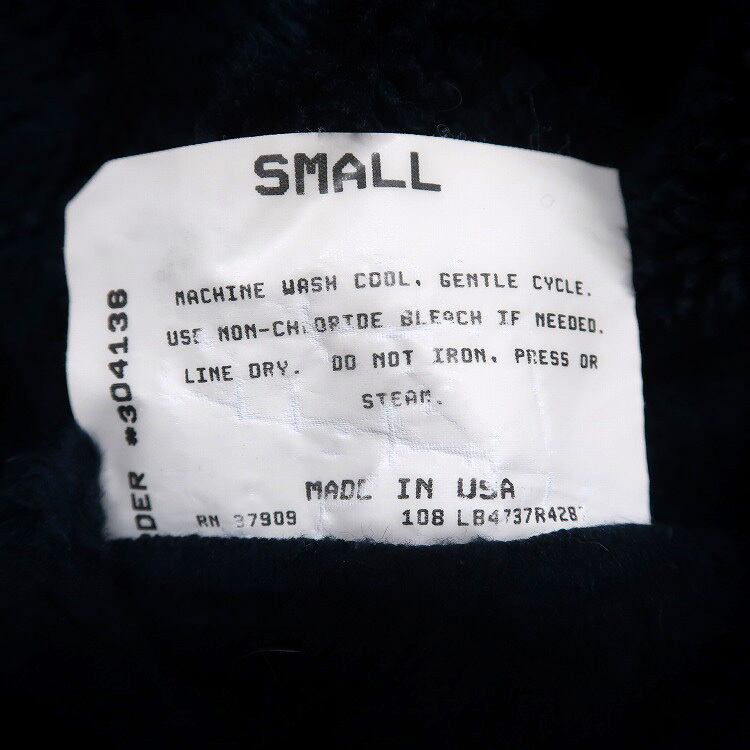 SMALL
MACHINE WASH COOL, GENTLE CYCLE.
USE NON-CHLORIDE BLEACH IF NEEDED.
LINE DRY. DO NOT IRON, PRESS OR
STEAM.
MADE IN USA
RN 37909
108 LB4737R428
DER #304138